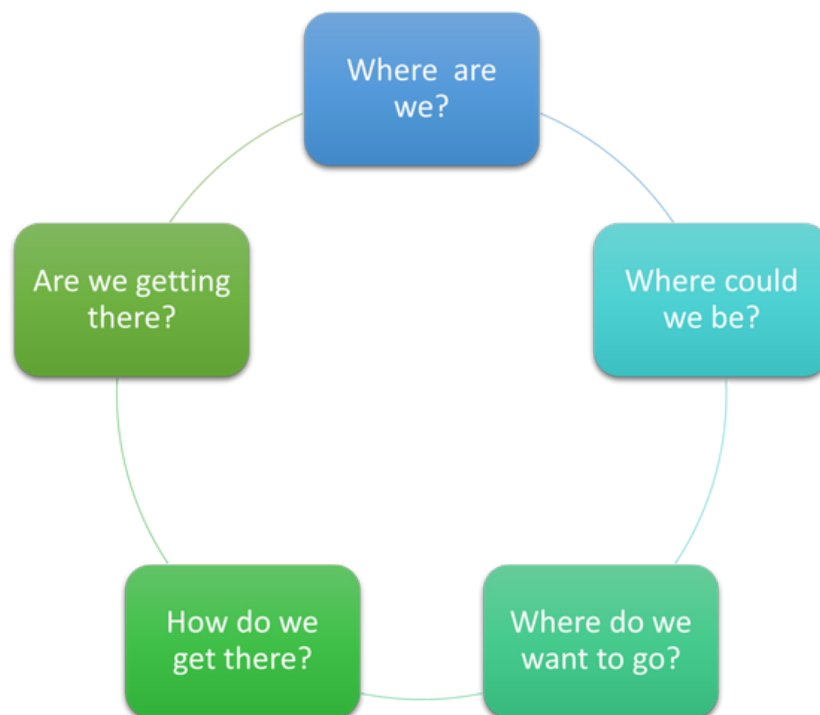 Where are
we?
Where could
we be?
Where do we
want to go?
How do we
get there?
Are we getting
there?